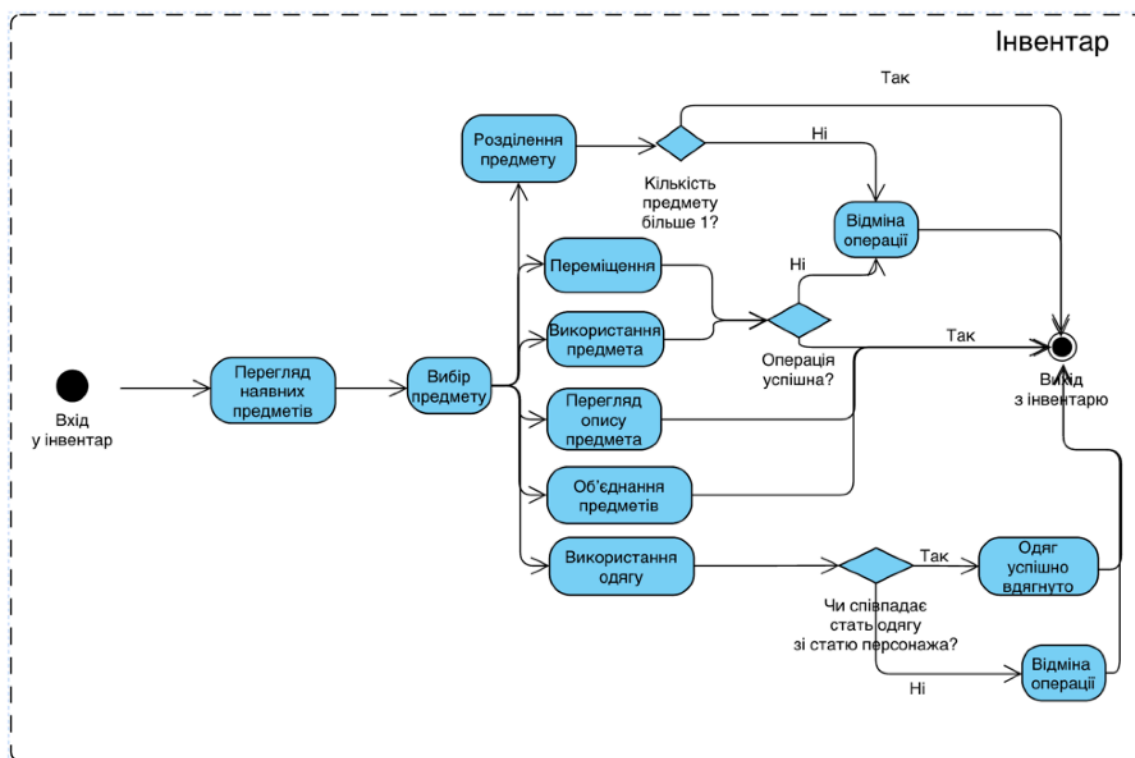 Інвентар
Так
Розділення
предмету
Ні
Кількість
предмету
більше 1?
Відміна
операції
Переміщення
Ні
Використання
предмета
Операція
успішна?
Так
Вихід
з інвентарю
Вхід
у інвентар
Перегляд
наявних
предметів
Вибір
предмету
Перегляд
опису
предмета
Об'єднання
предметів
Використання
одягу
Так
Чи співпадає
стать одягу
зі статю персонажа?
Одяг
успішно
вдягнуто
Ні
Відміна
операції